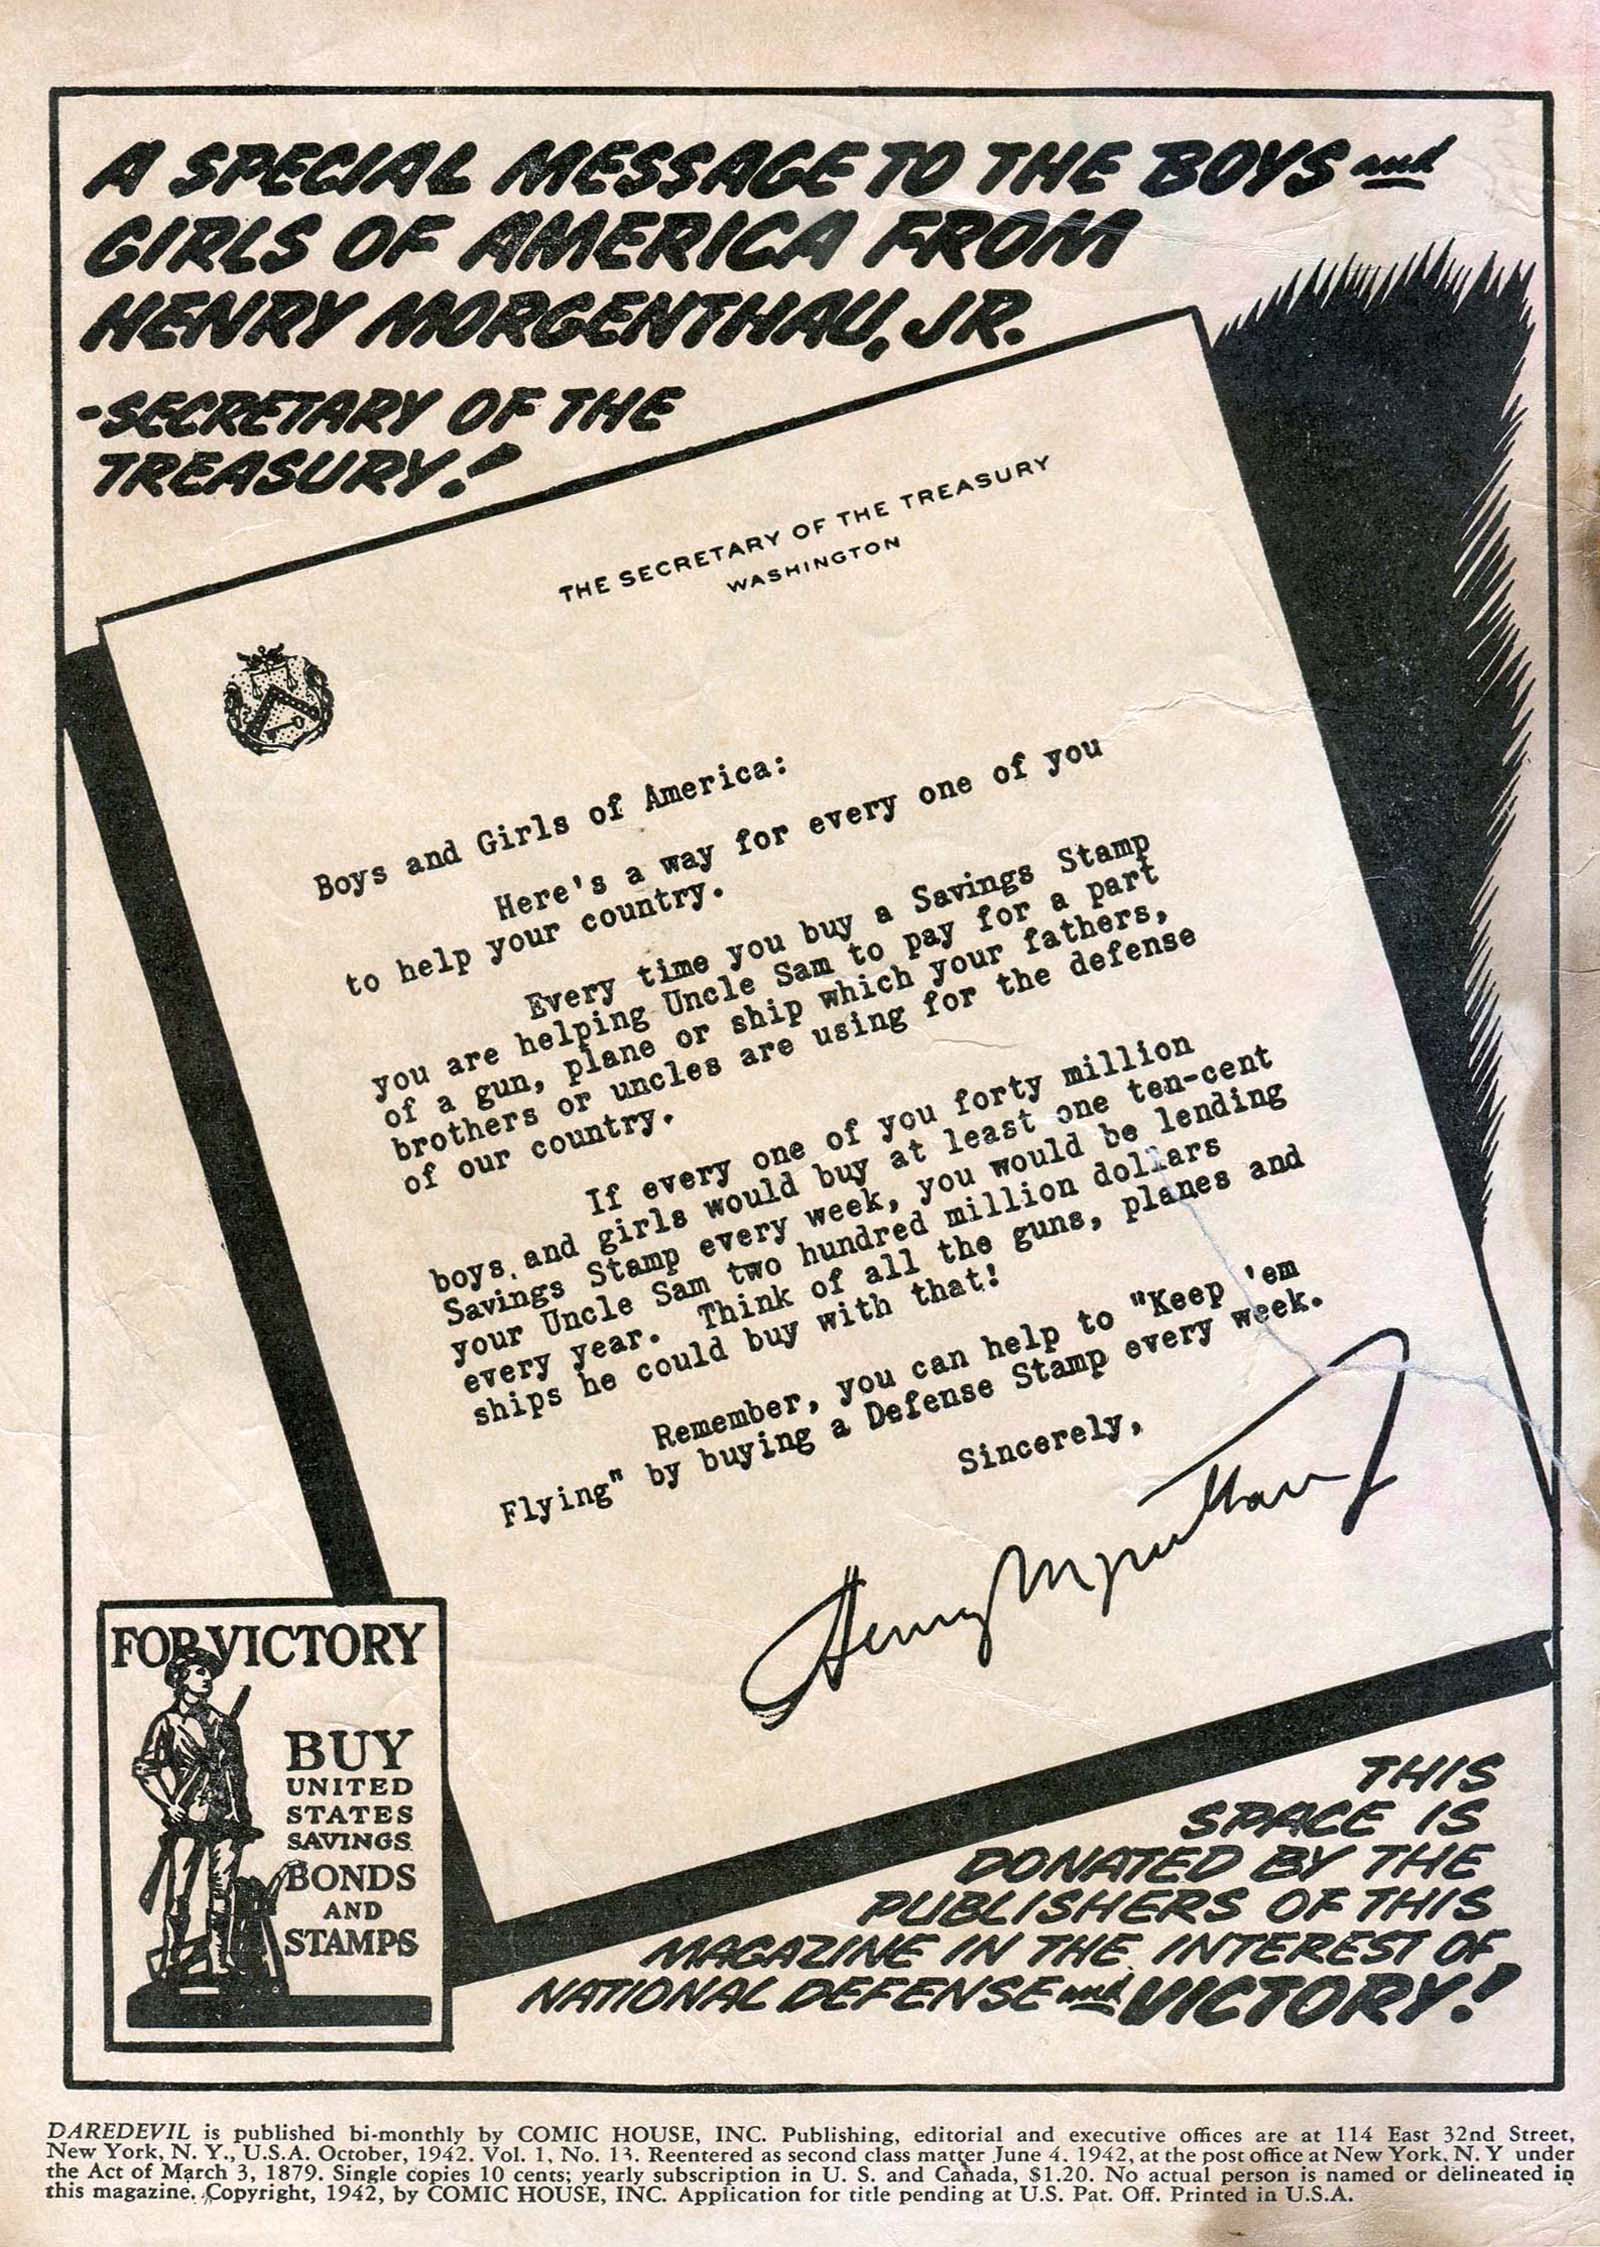 A SPECIAL MESSAGE TO THE BOYS and
GIRLS OF AMERICA FROM
HENRY MORGENTHAU, JR.
-SECRETARY OF THE
TREASURY!
THE SECRETARY OF THE TREASURY
WASHINGTON
Boys and Girls of America:
Here's a way for every one of you
to help your country.
Every time you buy a Savings Stamp
you are helping Uncle Sam to pay for a part
of a gun, plane or ship which your fathers,
brothers or uncles are using for the defense
of our country.
If every one of you forty million
boys and girls would buy at least one ten-cent
Savings Stamp every week, you would be lending
your Uncle Sam two hundred million dollars
every year. Think of all the guns, planes and
ships he could buy with that!
Remember, you can help to "Keep 'em
Flying" by buying a Defense Stamp every week.
Sincerely,
Henry Morgenthau Jr
FOR VICTORY
BUY
UNITED
STATES
SAVINGS
BONDS
AND
STAMPS
THIS
SPACE IS
DONATED BY THE
PUBLISHERS OF THIS
MAGAZINE IN THE INTEREST OF
NATIONAL DEFENSE and VICTORY!
DAREDEVIL is published bi-monthly by COMIC HOUSE, INC. Publishing, editorial and executive offices are at 114 East 32nd Street,
New York, N. Y., U.S.A. October, 1942. Vol. 1, No. 13. Reentered as second class matter June 4, 1942, at the post office at New York, N. Y under
the Act of March 3, 1879. Single copies 10 cents; yearly subscription in U. S. and Canada, $1.20. No actual person is named or delineated in
this magazine. Copyright, 1942, by COMIC HOUSE, INC. Application for title pending at U.S. Pat. Off. Printed in U.S.A.